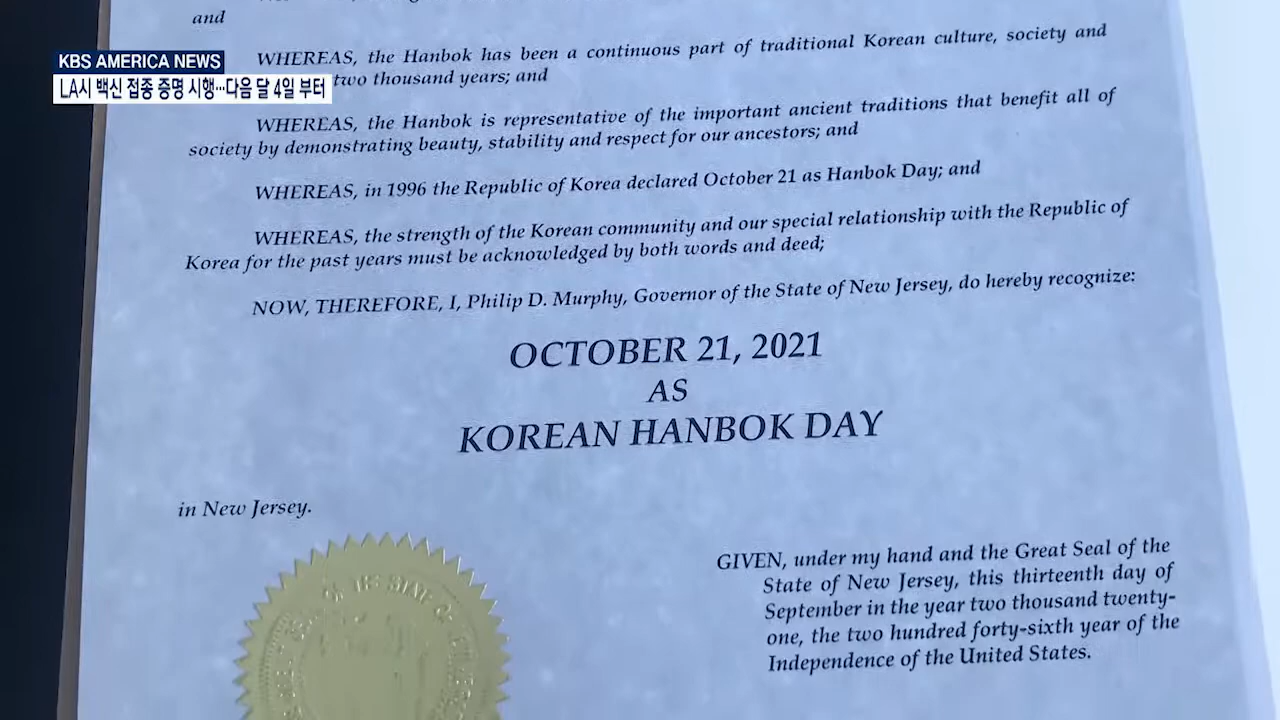 and
KBS AMERICA NEWS
WHEREAS, the Hanbok has been a continuous part of traditional Korean culture, society and
LA시 백신 접종 증명 시행…다음 달 4일 부터
two thousand years; and
WHEREAS, the Hanbok is representative of the important ancient traditions that benefit all of
society by demonstrating beauty, stability and respect for our ancestors; and
WHEREAS, in 1996 the Republic of Korea declared October 21 as Hanbok Day; and
WHEREAS, the strength of the Korean community and our special relationship with the Republic of
Korea for the past years must be acknowledged by both words and deed;
NOW, THEREFORE, I, Philip D. Murphy, Governor of the State of New Jersey, do hereby recognize:
OCTOBER 21, 2021
AS
KOREAN HANBOK DAY
in New Jersey.
GIVEN, under my hand and the Great Seal of the
State of New Jersey, this thirteenth day of
September in the year two thousand twenty-
one, the two hundred forty-sixth year of the
Independence of the United States.
OF THE STATE OF